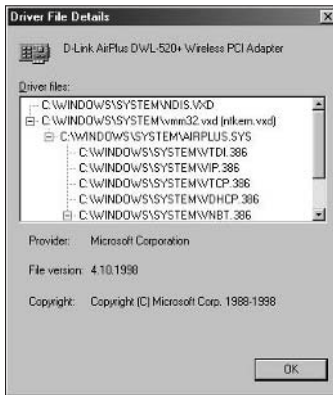 Driver File Details
D-Link AirPlus DWL-520+ Wireless PCI Adapter
Driver files:
C:\WINDOWS\SYSTEM\NDIS.VXD
C:\WINDOWS\SYSTEM\vmm32.vxd (ntkern.vxd)
C:\WINDOWS\SYSTEM\AIRPLUS.SYS
C:\WINDOWS\SYSTEM\VTDI.386
C:\WINDOWS\SYSTEM\VIP.386
C:\WINDOWS\SYSTEM\VTCP.386
C:\WINDOWS\SYSTEM\VDHCP.386
C:\WINDOWS\SYSTEM\VNBT.386
Provider: Microsoft Corporation
File version: 4.10.1998
Copyright: Copyright (C) Microsoft Corp. 1988-1998
OK